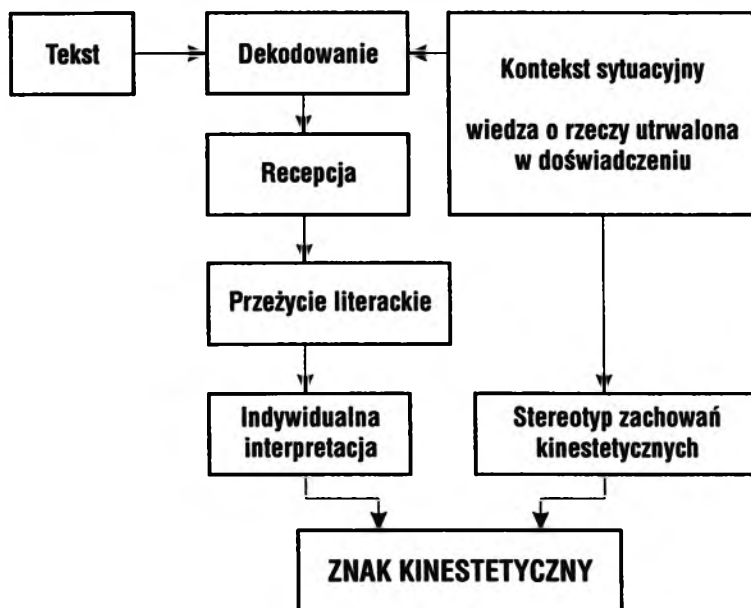 Tekst
Dekodowanie
Kontekst sytuacyjny
wiedza o rzeczy utrwalona
w doświadczeniu
Recepcja
Przeżycie literackie
Indywidualna
interpretacja
Stereotyp zachowań
kinestetycznych
ZNAK KINESTETYCZNY